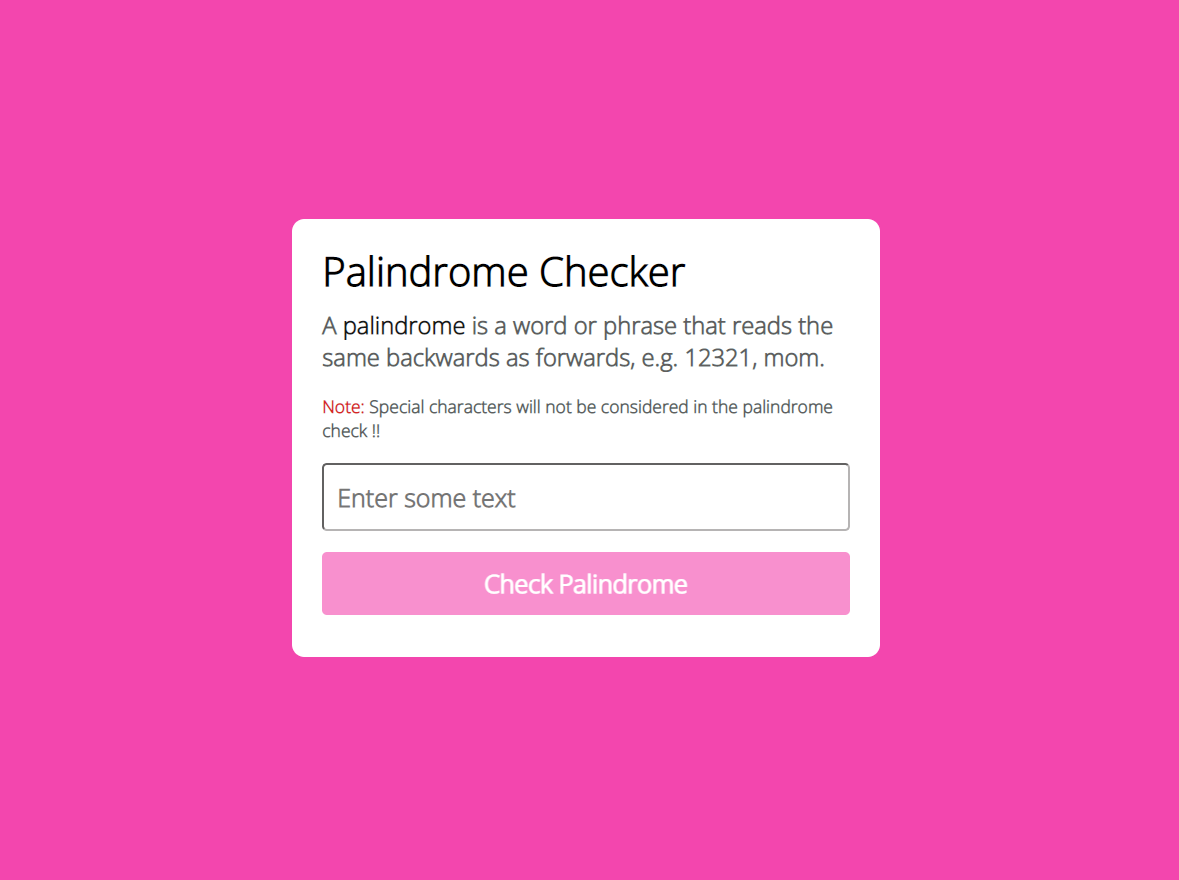 Palindrome Checker
A palindrome is a word or phrase that reads the
same backwards as forwards, e.g. 12321, mom.
Note: Special characters will not be considered in the palindrome
check !!
Enter some text
Check Palindrome